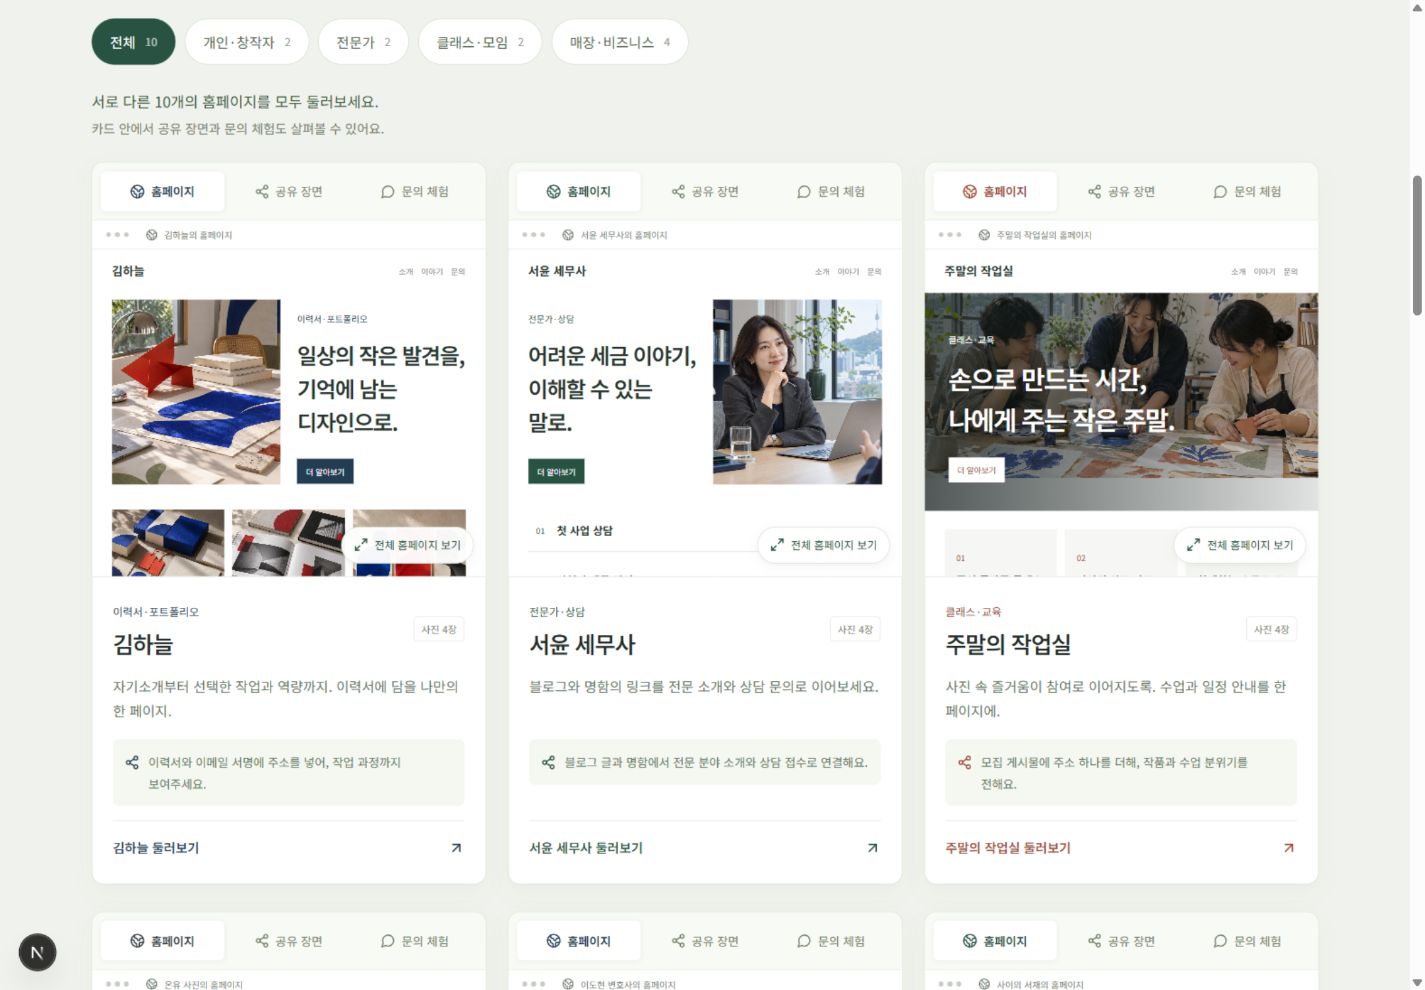 전체 10
개인·창작자 2
전문가 2
클래스·모임 2
매장·비즈니스 4
서로 다른 10개의 홈페이지를 모두 둘러보세요.
카드 안에서 공유 장면과 문의 체험도 살펴볼 수 있어요.
홈페이지 공유 장면 문의 체험
김하늘의 홈페이지
김하늘
소개 이야기 문의
이력서·포트폴리오
일상의 작은 발견을,
기억에 남는
디자인으로.
더 알아보기
전체 홈페이지 보기
이력서·포트폴리오
김하늘
사진 4장
자기소개부터 선택한 작업과 역량까지. 이력서에 담을 나만의
한 페이지.
이력서와 이메일 서명에 주소를 넣어, 작업 과정까지
보여주세요.
김하늘 둘러보기
홈페이지 공유 장면 문의 체험
서윤 세무사의 홈페이지
서윤 세무사
소개 이야기 문의
전문가·상담
어려운 세금 이야기,
이해할 수 있는
말로.
더 알아보기
01 첫 사업 상담
전체 홈페이지 보기
전문가·상담
서윤 세무사
사진 4장
블로그와 명함의 링크를 전문 소개와 상담 문의로 이어보세요.
블로그 글과 명함에서 전문 분야 소개와 상담 접수로 연결해요.
서윤 세무사 둘러보기
홈페이지 공유 장면 문의 체험
주말의 작업실의 홈페이지
주말의 작업실
소개 이야기 문의
클래스·교육
손으로 만드는 시간,
나에게 주는 작은 주말.
더 알아보기
01
02
전체 홈페이지 보기
클래스·교육
주말의 작업실
사진 4장
사진 속 즐거움이 참여로 이어지도록. 수업과 일정 안내를 한
페이지에.
모집 게시물에 주소 하나를 더해, 작품과 수업 분위기를
전해요.
주말의 작업실 둘러보기
홈페이지 공유 장면 문의 체험
온유 사진의 홈페이지
홈페이지 공유 장면 문의 체험
이도현 변호사의 홈페이지
홈페이지 공유 장면 문의 체험
사이의 서재의 홈페이지
N